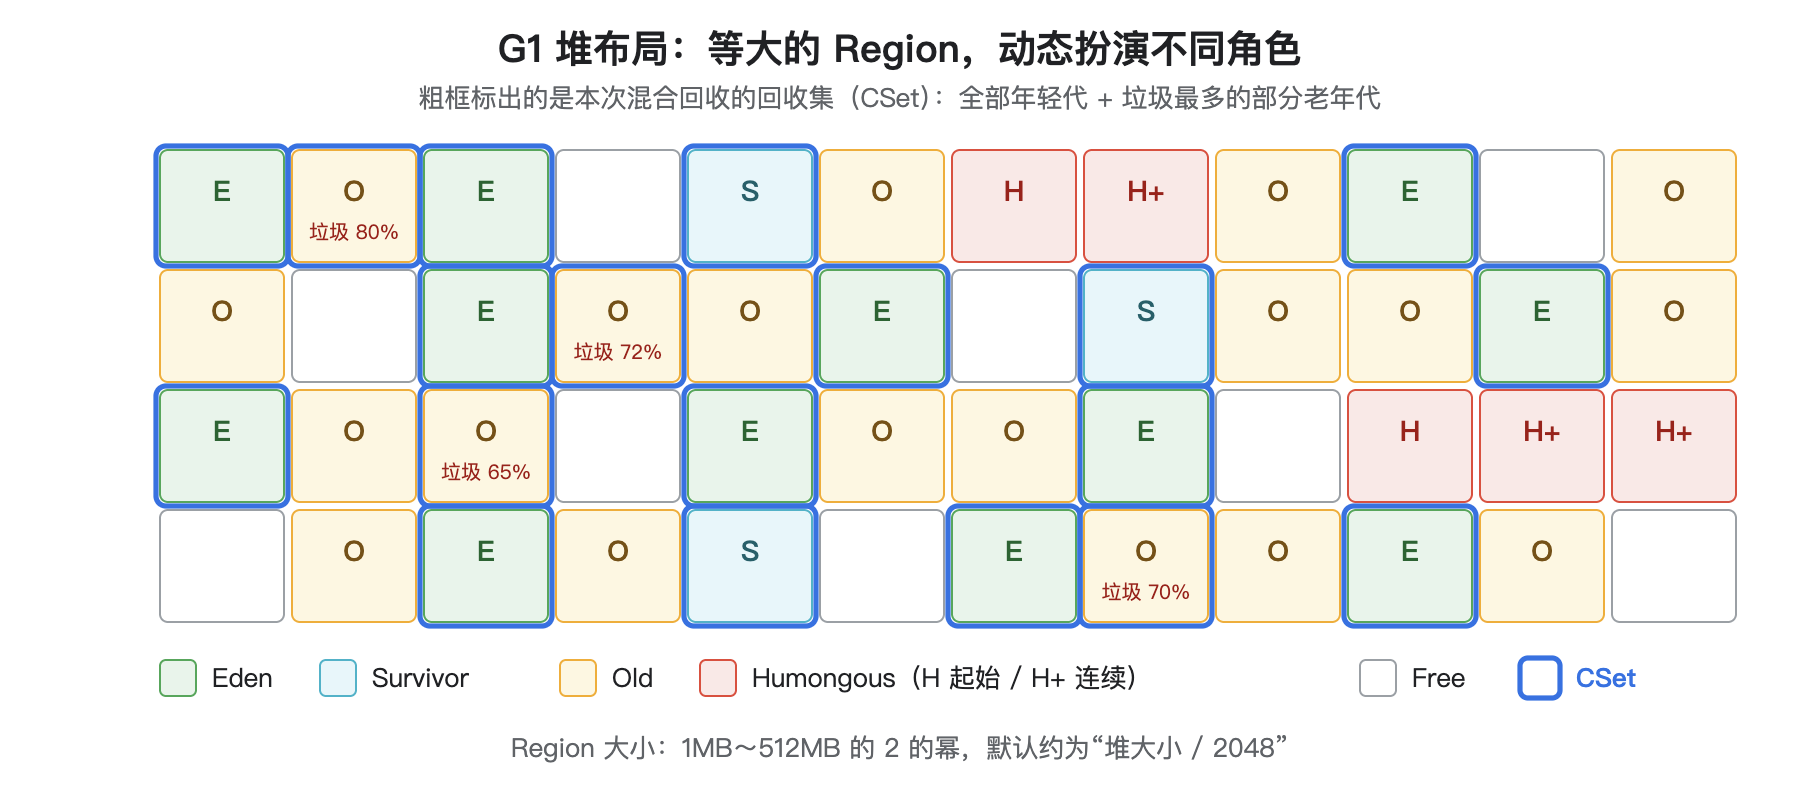 G1 堆布局：等大的 Region，动态扮演不同角色
粗框标出的是本次混合回收的回收集（CSet）：全部年轻代 + 垃圾最多的部分老年代
E O E S O H H+ O E O
垃圾 80%
O E O O E S O O E O
垃圾 72%
E O O E O O E H H+ H+
垃圾 65%
O E O S E O O E O
垃圾 70%
Eden Survivor Old Humongous（H 起始 / H+ 连续） Free CSet
Region 大小：1MB～512MB 的 2 的幂，默认约为“堆大小 / 2048”